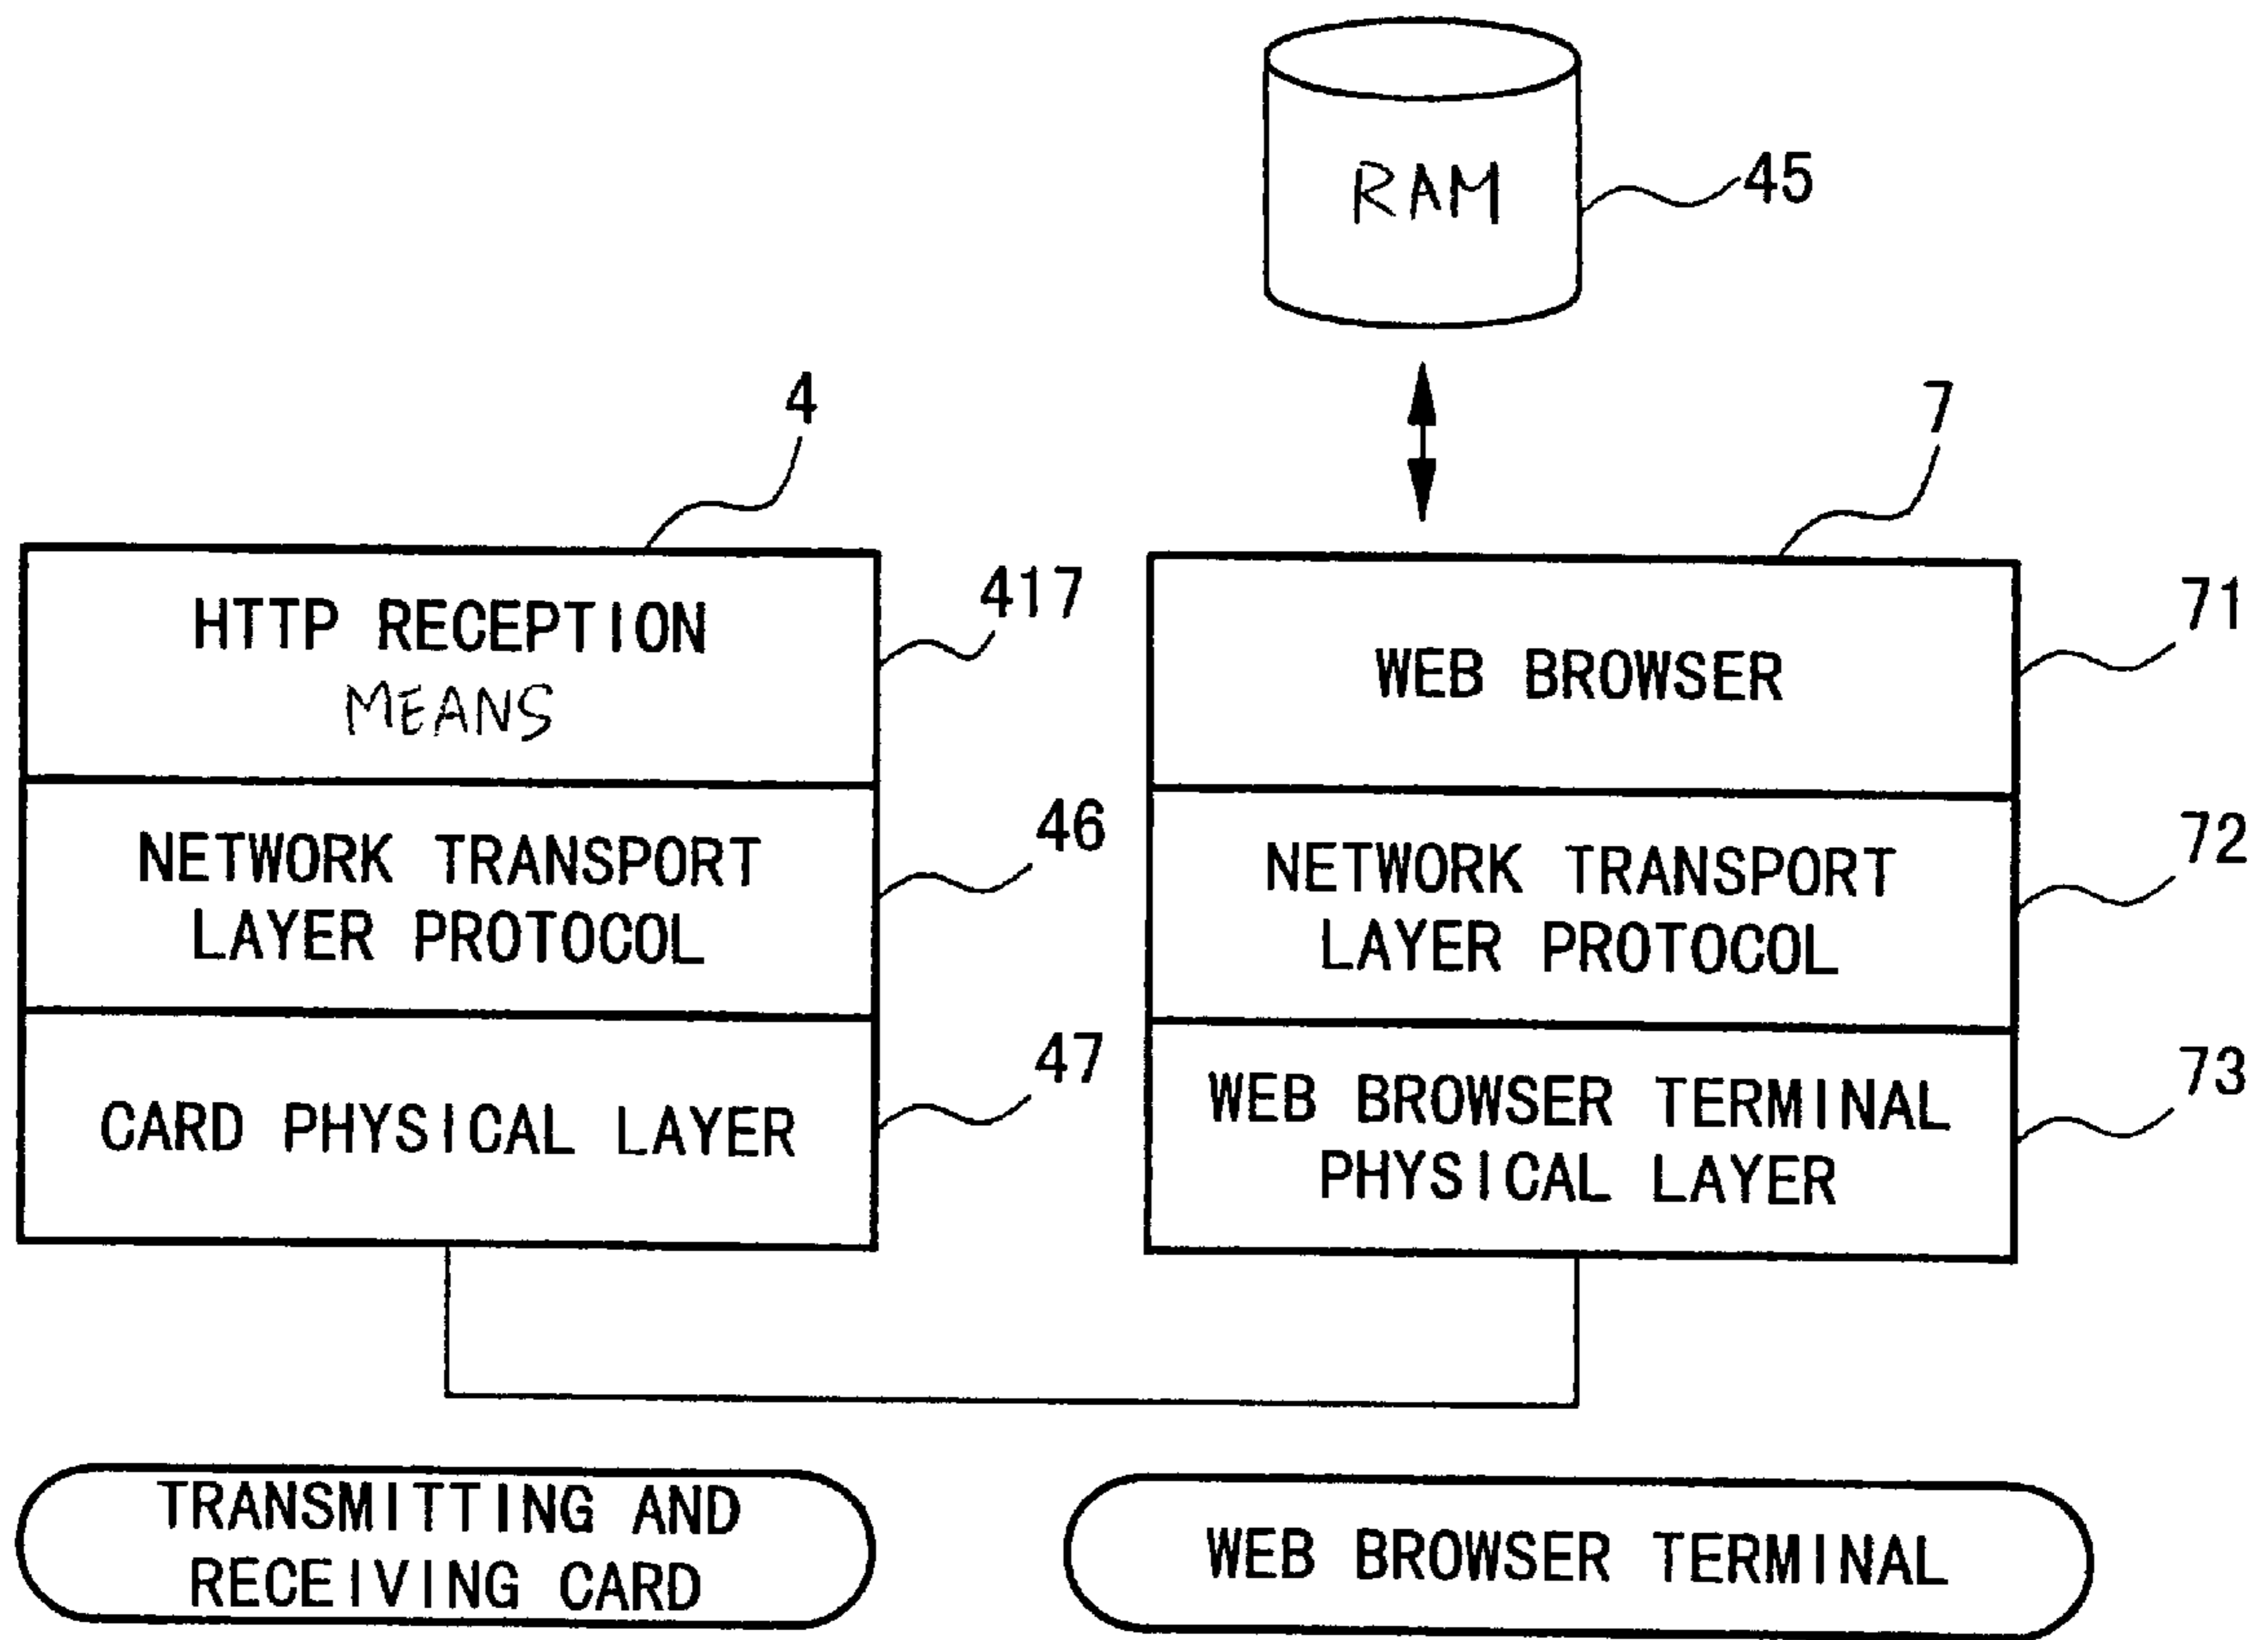 RAM
45
4
7
HTTP RECEPTION
MEANS
417
WEB BROWSER
71
NETWORK TRANSPORT
LAYER PROTOCOL
46
NETWORK TRANSPORT
LAYER PROTOCOL
72
CARD PHYSICAL LAYER
47
WEB BROWSER TERMINAL
PHYSICAL LAYER
73
TRANSMITTING AND
RECEIVING CARD
WEB BROWSER TERMINAL